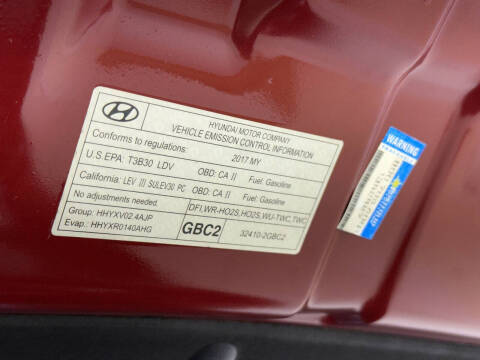 HYUNDAI MOTOR COMPANY
VEHICLE EMISSION CONTROL INFORMATION
Conforms to regulations: 2017 MY
U.S.EPA: T3B30 LDV OBD: CA II Fuel: Gasoline
California: LEV III SULEV30 PC OBD: CA II Fuel: Gasoline
No adjustments needed. DFI,WR-HO2S,HO2S,WU-TWC,TWC
Group: HHYXV02.4AJP
Evap.: HHYXR0140AHG GBC2 32410-2GBC2
WARNING